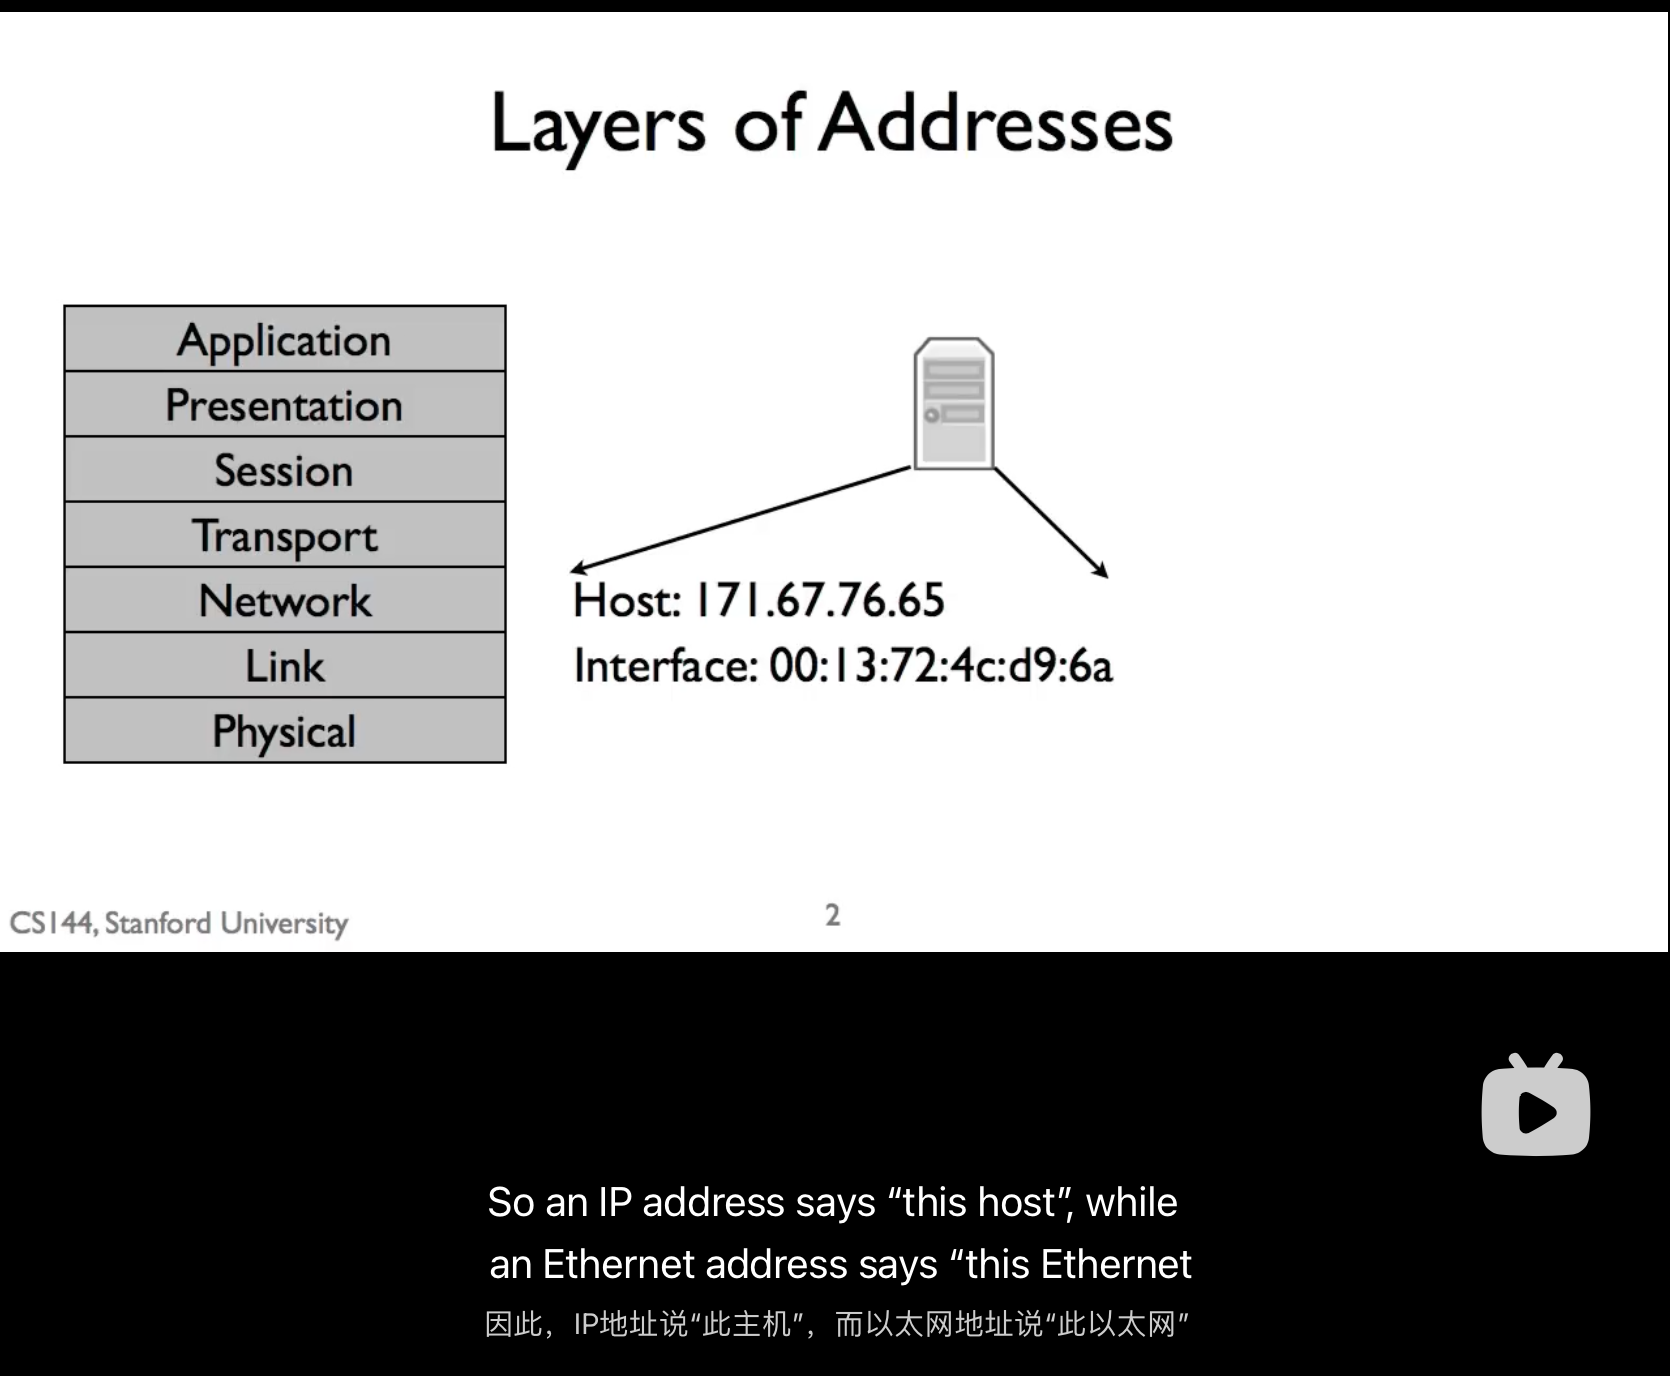 Layers of Addresses
Application
Presentation
Session
Transport
Network
Link
Physical
Host: 171.67.76.65
Interface: 00:13:72:4c:d9:6a
CS144, Stanford University
2
So an IP address says “this host”, while
an Ethernet address says “this Ethernet
因此，IP地址说“此主机”，而以太网地址说“此以太网”